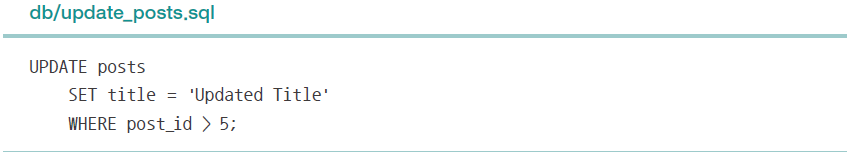 db/update_posts.sql
UPDATE posts
    SET title = 'Updated Title'
    WHERE post_id > 5;